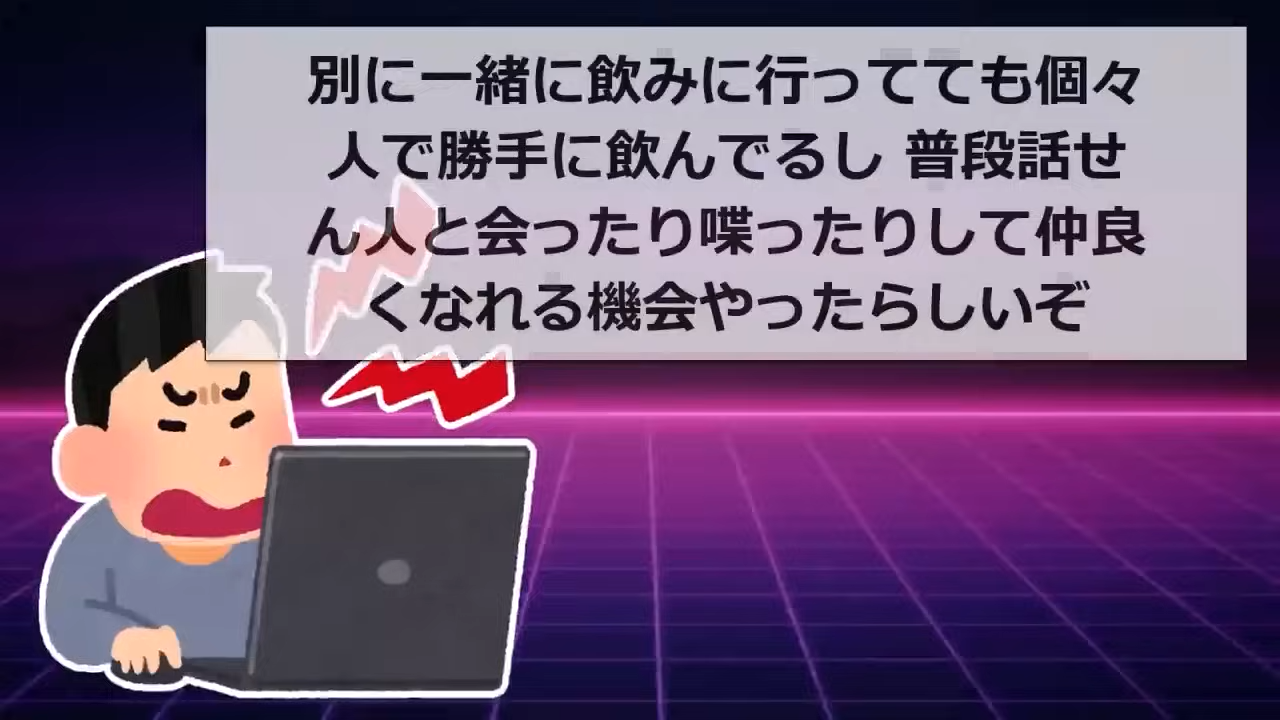 別に一緒に飲みに行ってても個々
人で勝手に飲んでるし 普段話せ
ん人と会ったり喋ったりして仲良
くなれる機会やったらしいぞ